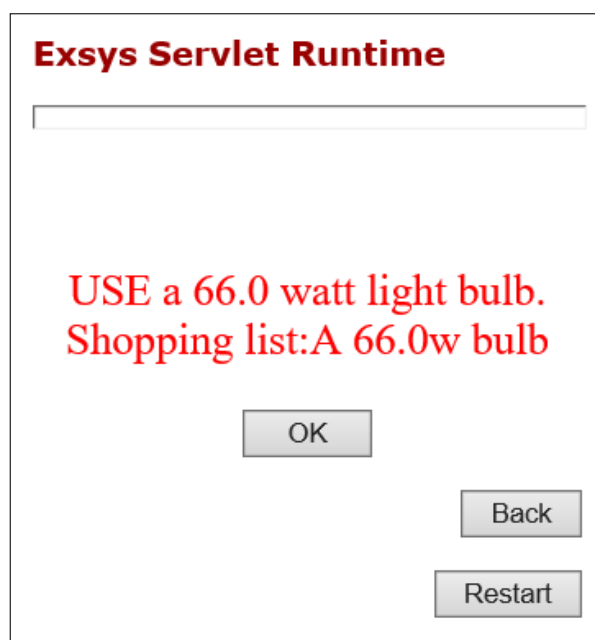 Exsys Servlet Runtime
USE a 66.0 watt light bulb.
Shopping list:A 66.0w bulb
OK
Back
Restart